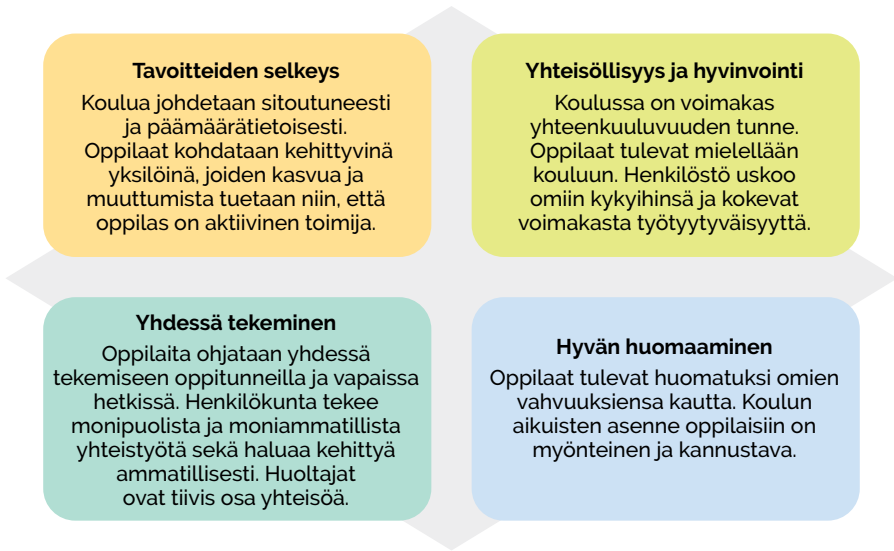 Tavoitteiden selkeys
Koulua johdetaan sitoutuneesti
ja päämäärätietoisesti.
Oppilaat kohdataan kehittyvinä
yksilöinä, joiden kasvua ja
muuttumista tuetaan niin, että
oppilas on aktiivinen toimija.
Yhteisöllisyys ja hyvinvointi
Koulussa on voimakas
yhteenkuuluvuuden tunne.
Oppilaat tulevat mielellään
kouluun. Henkilöstö uskoo
omiin kykyihinsä ja kokevat
voimakasta työtyytyväisyyttä.
Yhdessä tekeminen
Oppilaita ohjataan yhdessä
tekemiseen oppitunneilla ja vapaissa
hetkissä. Henkilökunta tekee
monipuolista ja moniammatillista
yhteistyötä sekä haluaa kehittyä
ammatillisesti. Huoltajat
ovat tiivis osa yhteisöä.
Hyvän huomaaminen
Oppilaat tulevat huomatuksi omien
vahvuuksiensa kautta. Koulun
aikuisten asenne oppilaisiin on
myönteinen ja kannustava.